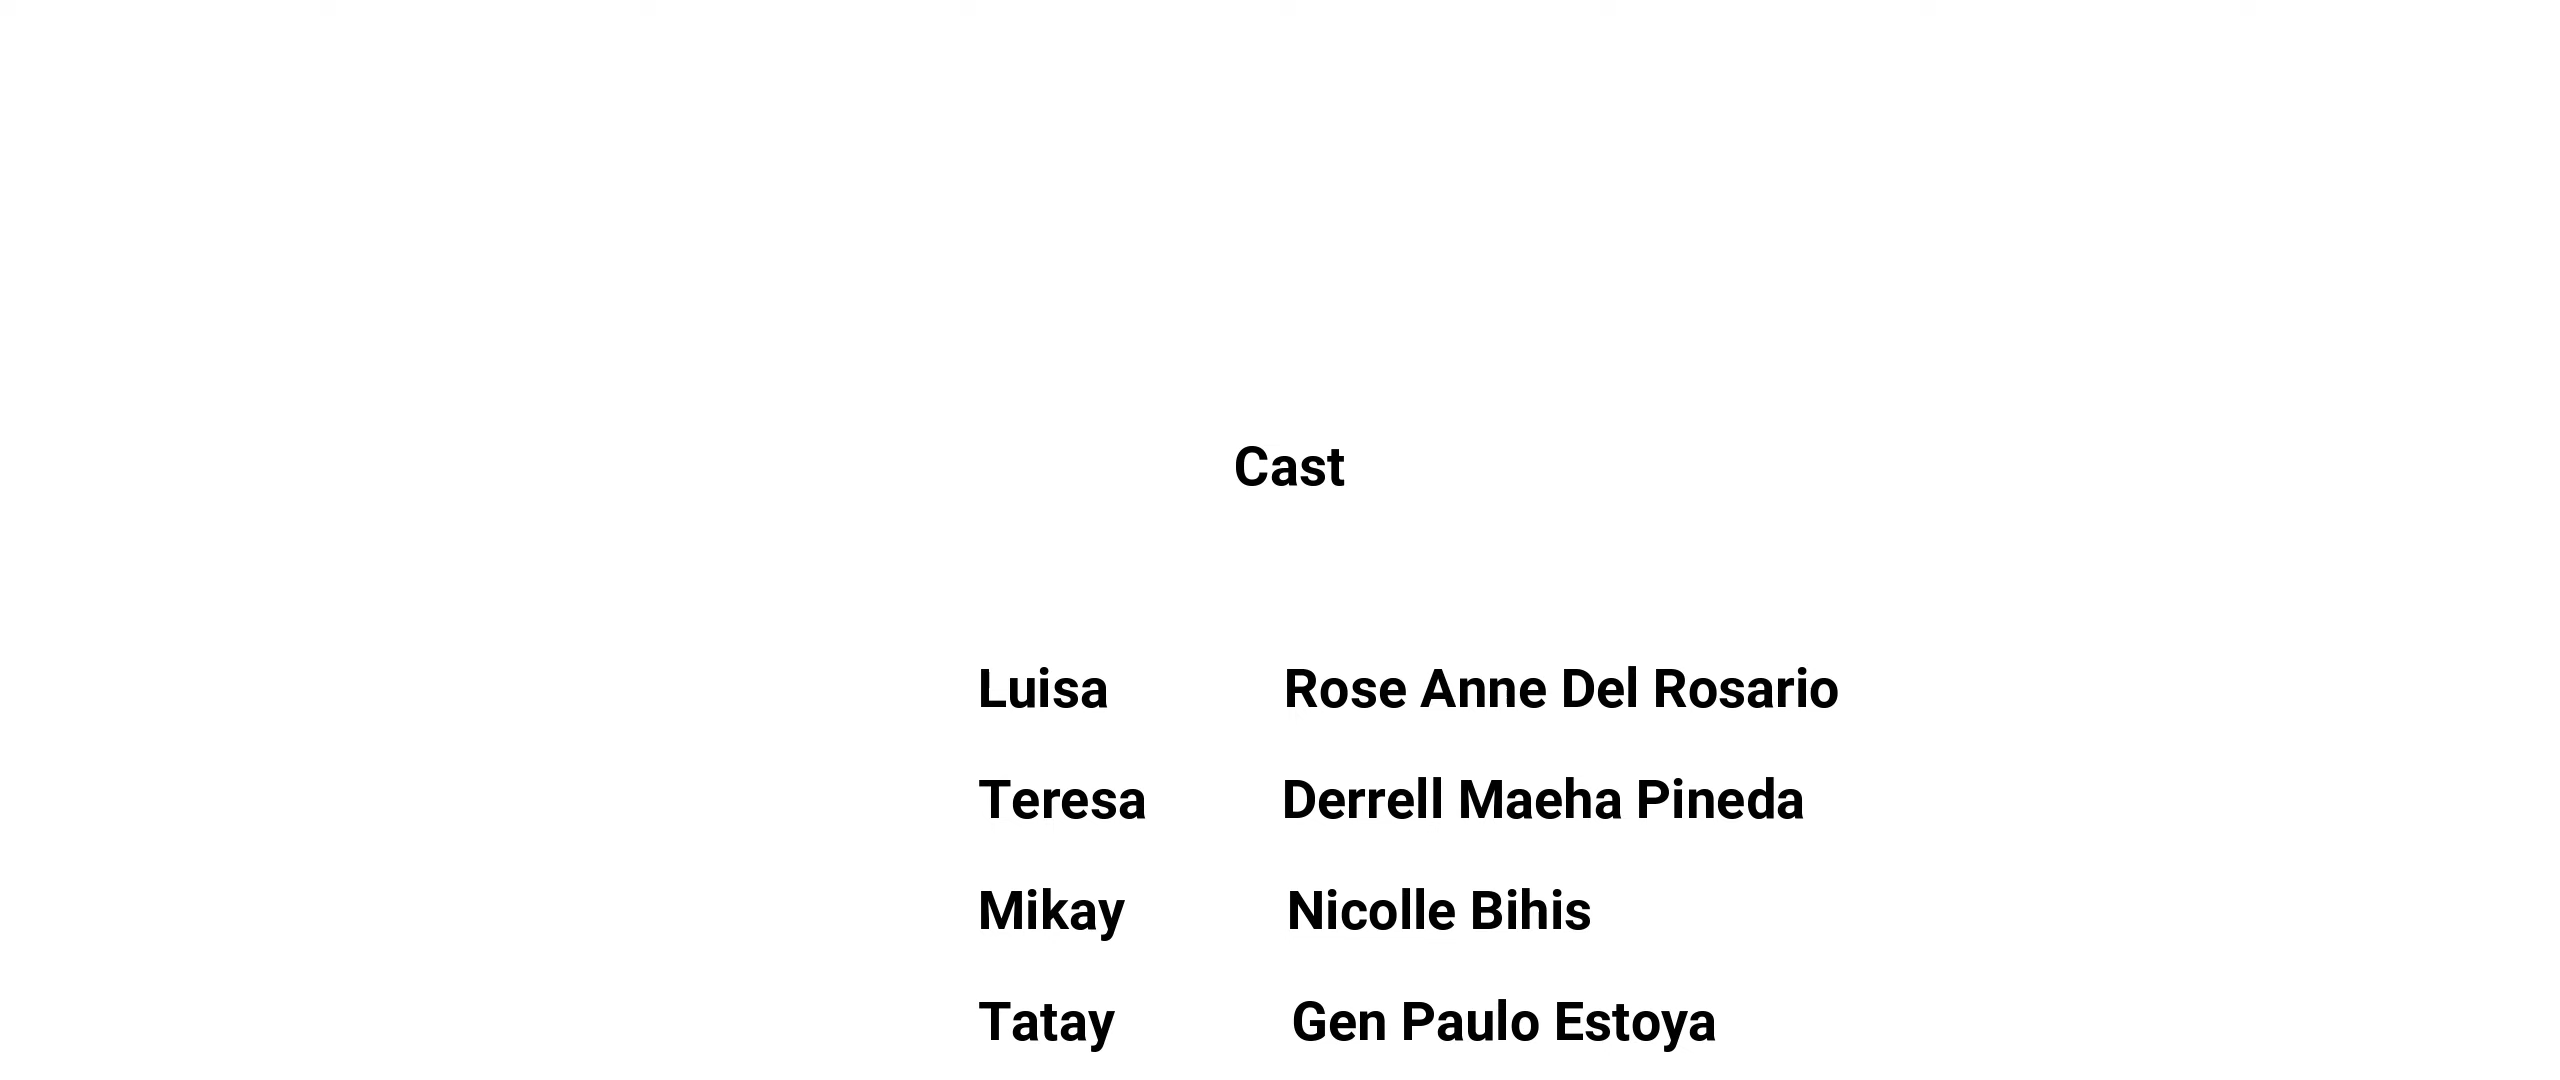 Cast
Luisa Rose Anne Del Rosario
Teresa Derrell Maeha Pineda
Mikay Nicolle Bihis
Tatay Gen Paulo Estoya